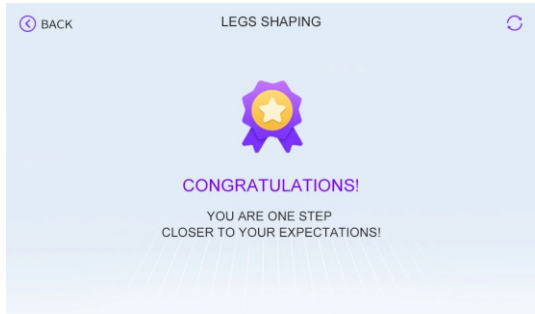 BACK
LEGS SHAPING
CONGRATULATIONS!
YOU ARE ONE STEP
CLOSER TO YOUR EXPECTATIONS!